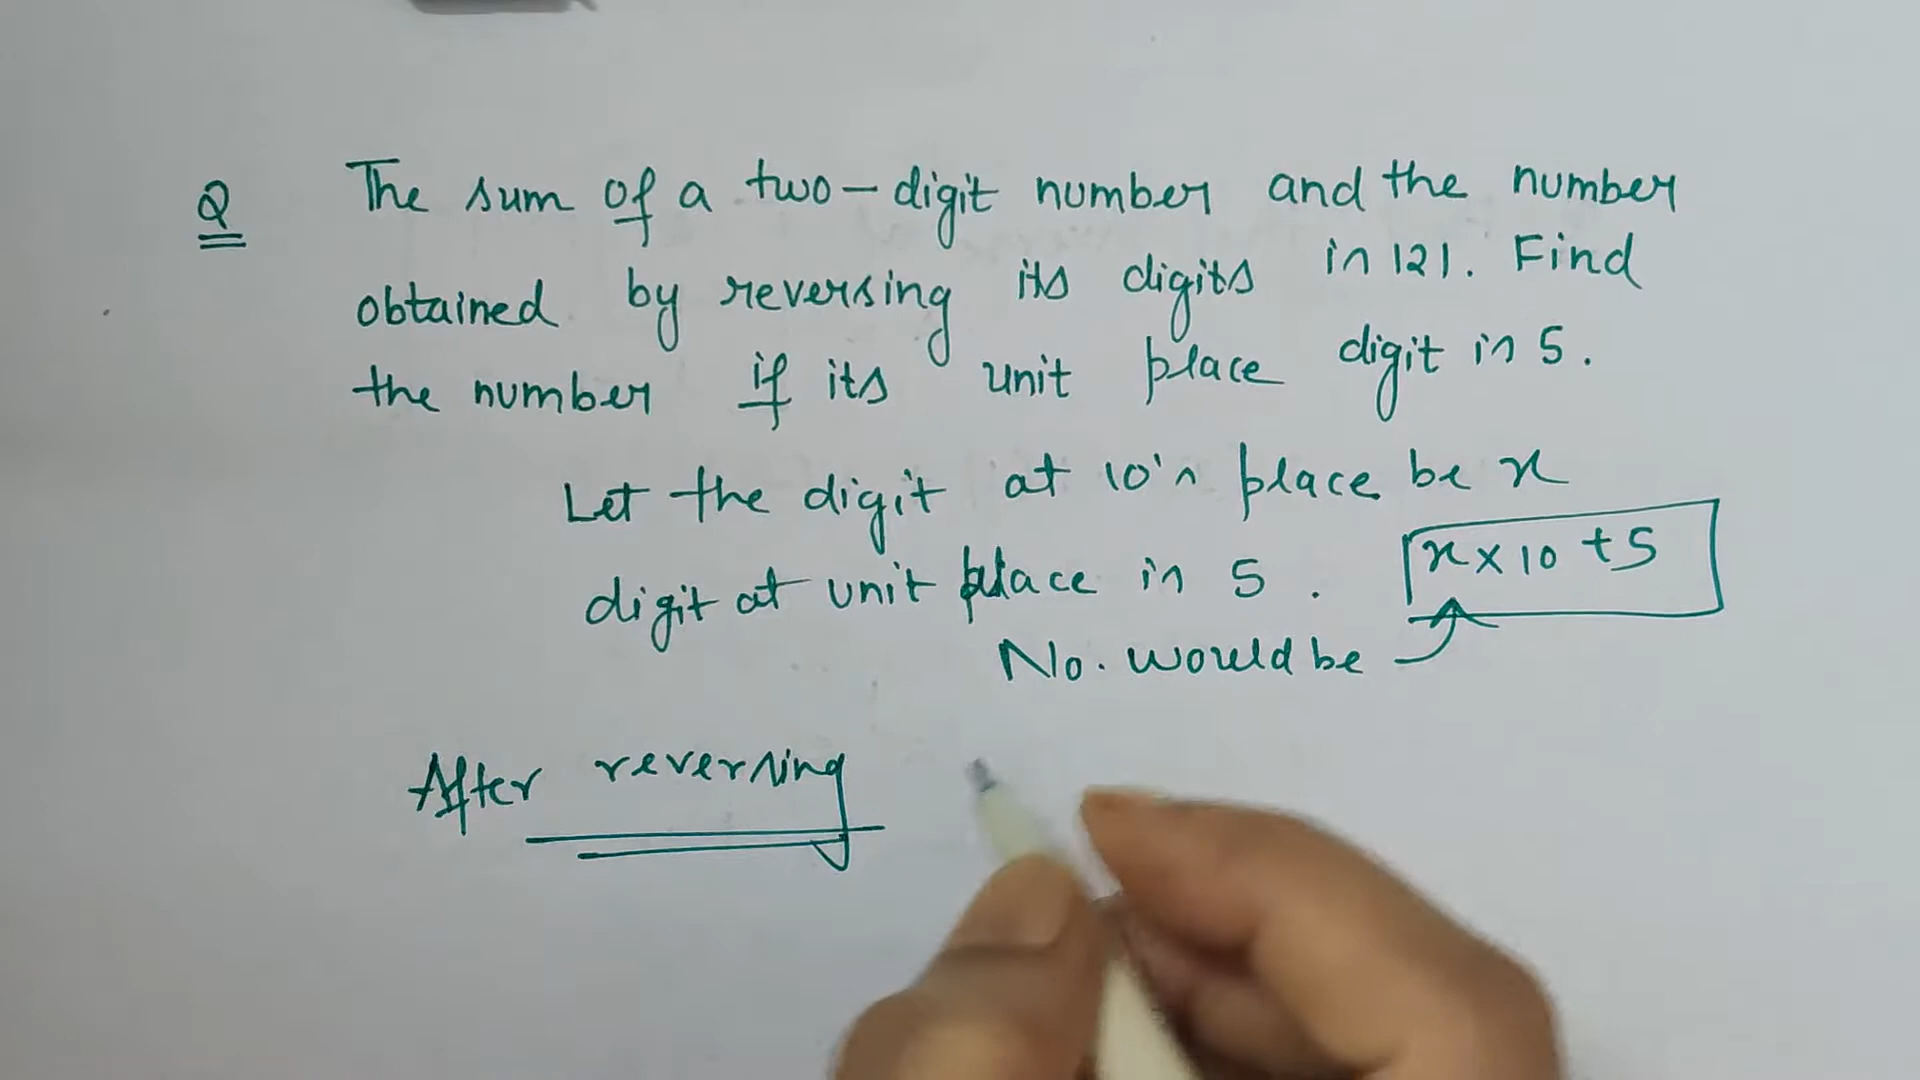 Q The sum of a two-digit number and the number
obtained by reversing its digits is 121. Find
the number if its unit place digit is 5.
Let the digit at 10's place be x
digit at unit place is 5. x × 10 + 5
No. would be
After reversing